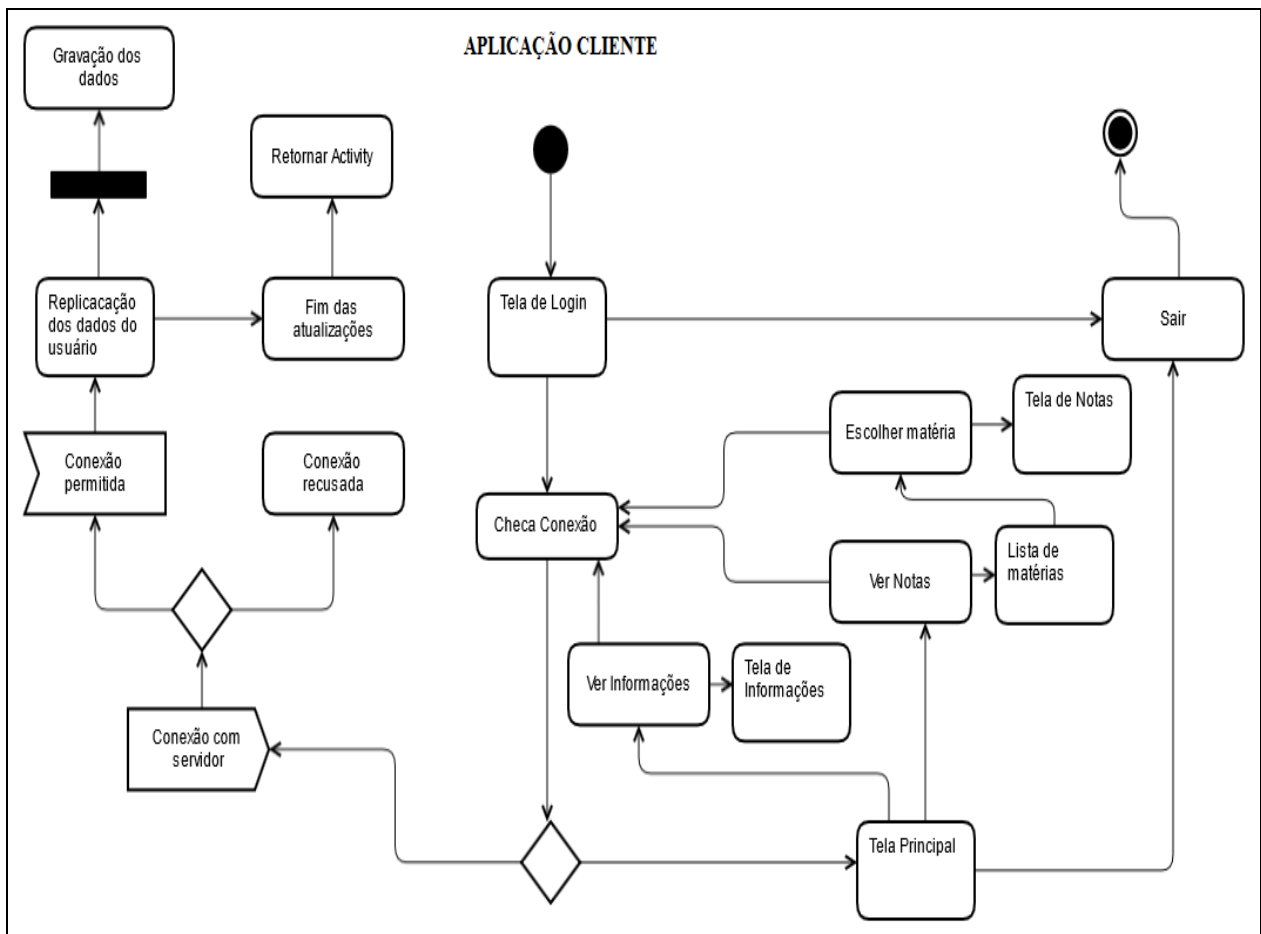 APLICAÇÃO CLIENTE
Gravação dos
dados
Retornar Activity
Replicacação
dos dados do
usuário
Fim das
atualizações
Tela de Login
Sair
Conexão
permitida
Conexão
recusada
Checa Conexão
Escolher matéria
Tela de Notas
Ver Notas
Lista de
matérias
Ver Informações
Tela de
Informações
Conexão com
servidor
Tela Principal